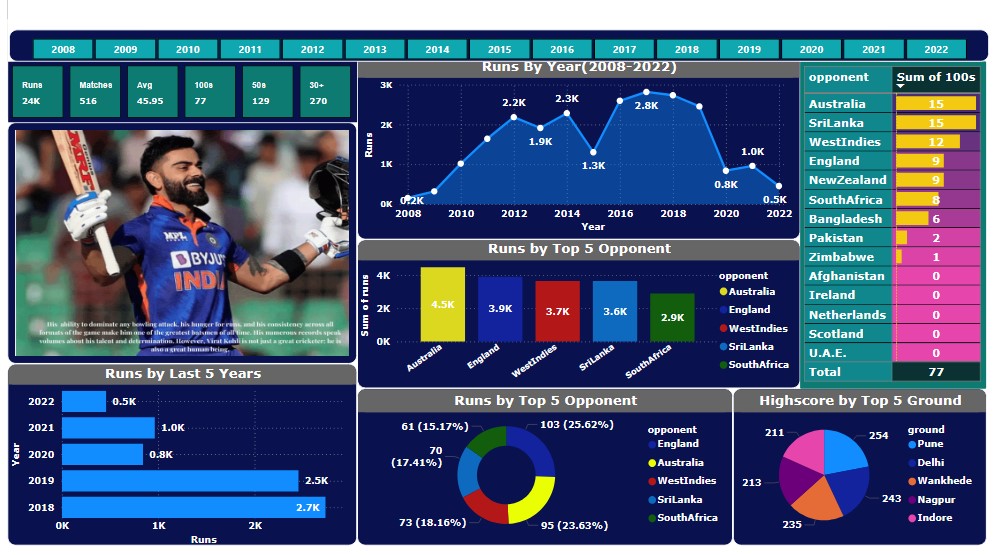 2008 2009 2010 2011 2012 2013 2014 2015 2016 2017 2018 2019 2020 2021 2022
Runs Matches Avg 100s 50s 30+
24K 516 45.95 77 129 270
MRF
MPL
BYJU'
INDI
His ability to dominate any bowling attack, his hunger for runs, and his consistency across all
formats of the game make him one of the greatest batsmen of all time. His numerous records speak
volumes about his talent and determination. However, Virat Kohli is not just a great cricketer; he is
also a great human being.
Runs by Last 5 Years
Year
2022 0.5K
2021 1.0K
2020 0.8K
2019 2.5K
2018 2.7K
0K 1K 2K
Runs
Runs By Year(2008-2022)
Runs
3K
2K
1K
0K
0.2K 2.2K 1.9K 2.3K 1.3K 2.8K 0.8K 1.0K 0.5K
2008 2010 2012 2014 2016 2018 2020 2022
Year
Runs by Top 5 Opponent
Sum of runs
4K
2K
0K
4.5K 3.9K 3.7K 3.6K 2.9K
Australia England WestIndies SriLanka SouthAfrica
opponent
Australia
England
WestIndies
SriLanka
SouthAfrica
opponent Sum of 100s
Australia 15
SriLanka 15
WestIndies 12
England 9
NewZealand 9
SouthAfrica 8
Bangladesh 6
Pakistan 2
Zimbabwe 1
Afghanistan 0
Ireland 0
Netherlands 0
Scotland 0
U.A.E. 0
Total 77
Runs by Top 5 Opponent
61 (15.17%) 103 (25.62%)
70
(17.41%)
73 (18.16%) 95 (23.63%)
opponent
England
Australia
WestIndies
SriLanka
SouthAfrica
Highscore by Top 5 Ground
211 254
213 243
235
ground
Pune
Delhi
Wankhede
Nagpur
Indore